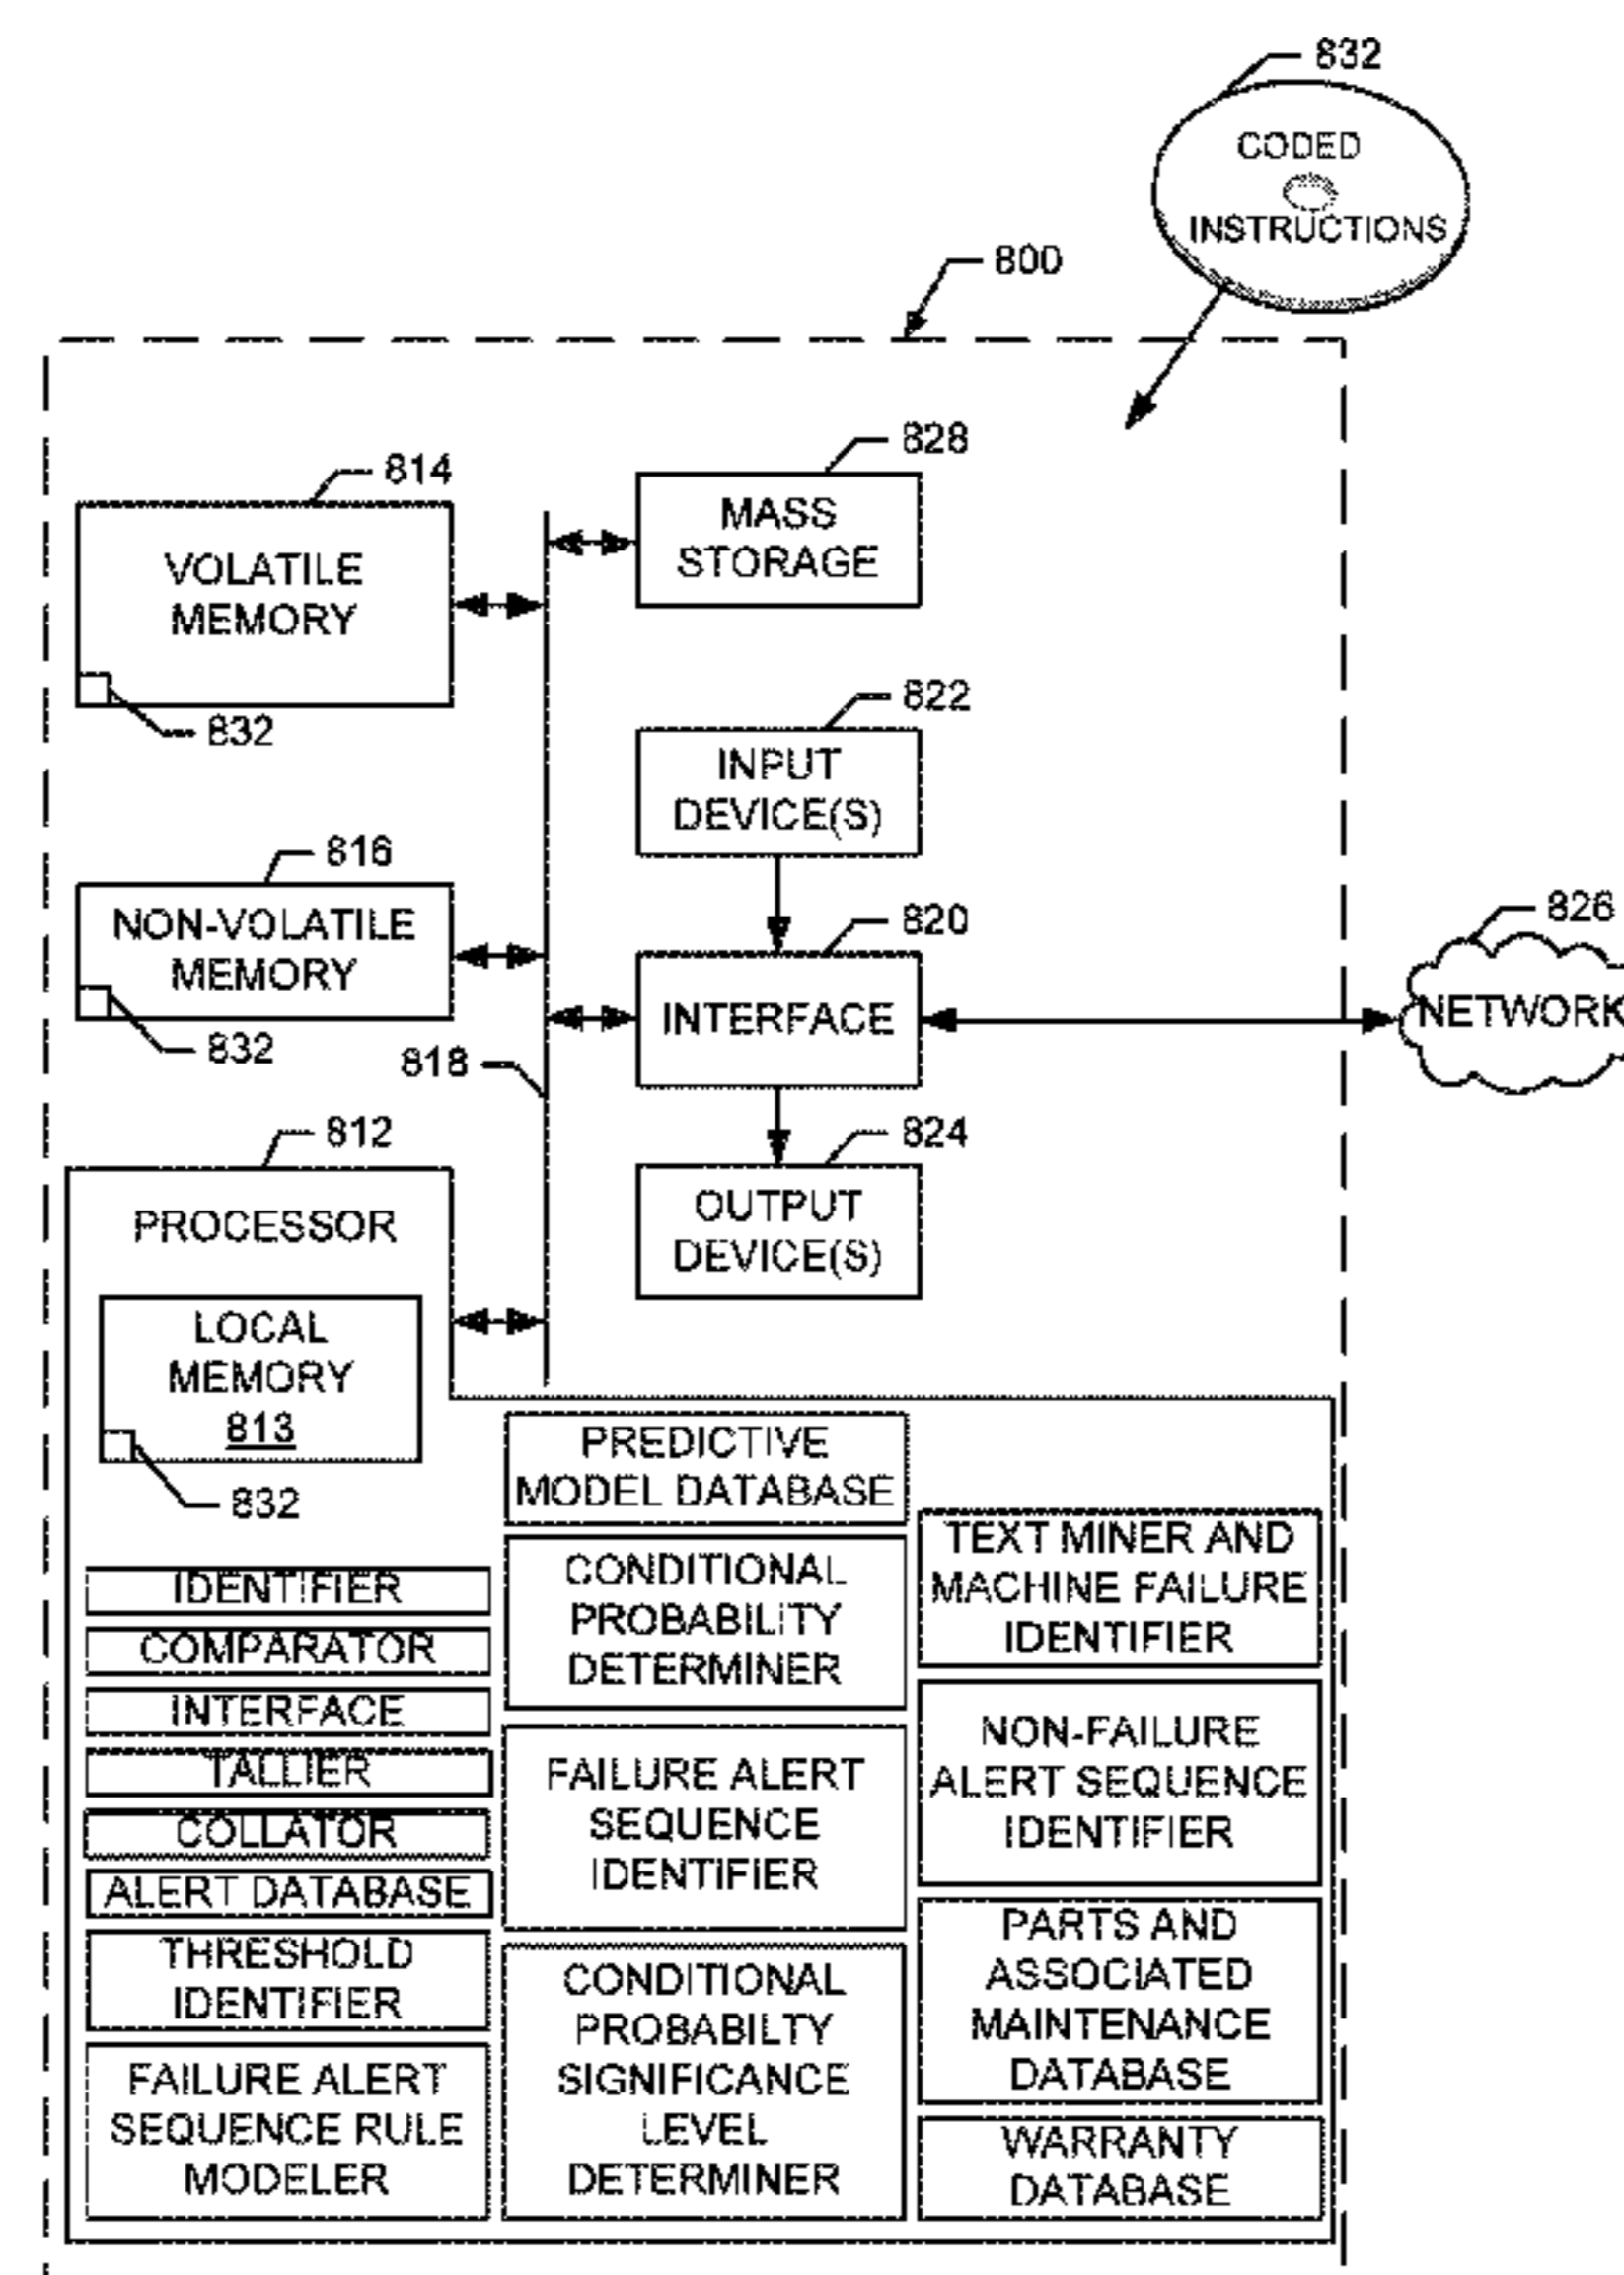 832
CODED
INSTRUCTIONS
800
828
814
MASS
STORAGE
VOLATILE
MEMORY
832
822
INPUT
DEVICE(S)
816
NON-VOLATILE
MEMORY
832
820
INTERFACE
826
NETWORK
818
812
PROCESSOR
824
OUTPUT
DEVICE(S)
LOCAL
MEMORY
813
832
IDENTIFIER
COMPARATOR
INTERFACE
TALLIER
COLLATOR
ALERT DATABASE
THRESHOLD
IDENTIFIER
FAILURE ALERT
SEQUENCE RULE
MODELER
PREDICTIVE
MODEL DATABASE
CONDITIONAL
PROBABILITY
DETERMINER
FAILURE ALERT
SEQUENCE
IDENTIFIER
CONDITIONAL
PROBABILTY
SIGNIFICANCE
LEVEL
DETERMINER
TEXT MINER AND
MACHINE FAILURE
IDENTIFIER
NON-FAILURE
ALERT SEQUENCE
IDENTIFIER
PARTS AND
ASSOCIATED
MAINTENANCE
DATABASE
WARRANTY
DATABASE